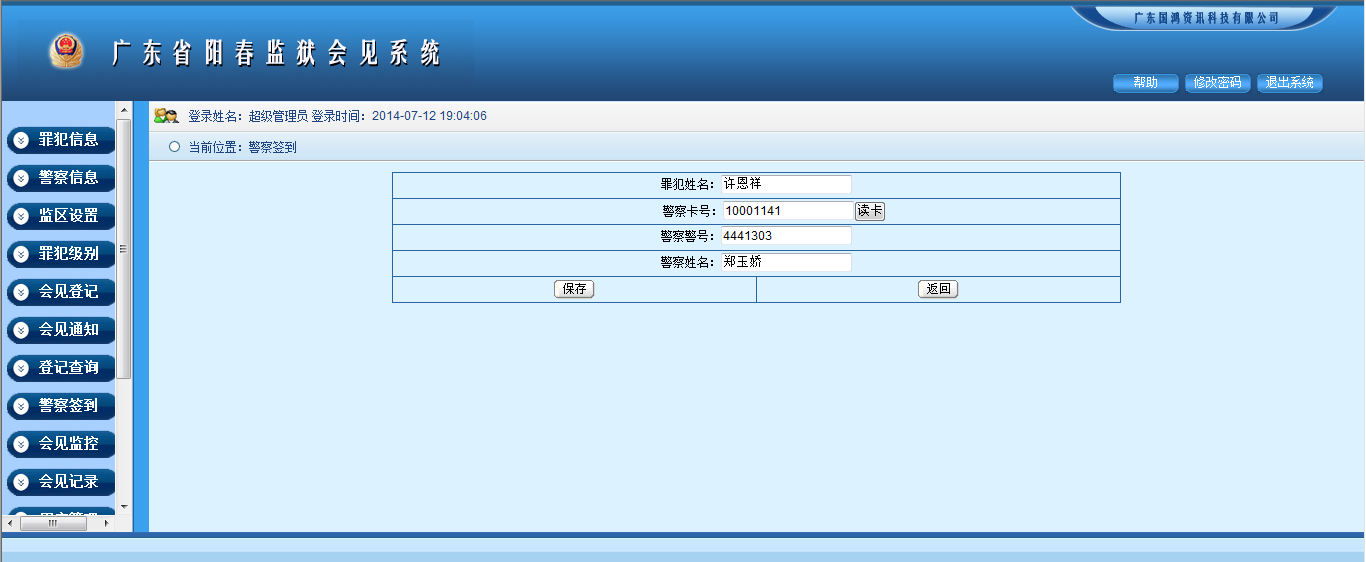 广东国鸿资讯科技有限公司
广东省阳春监狱会见系统
帮助 修改密码 退出系统
登录姓名：超级管理员 登录时间：2014-07-12 19:04:06
当前位置：警察签到
罪犯信息
警察信息
监区设置
罪犯级别
会见登记
会见通知
登记查询
警察签到
会见监控
会见记录
罪犯姓名：许恩祥
警察卡号：10001141 读卡
警察警号：4441303
警察姓名：郑玉娇
保存 返回